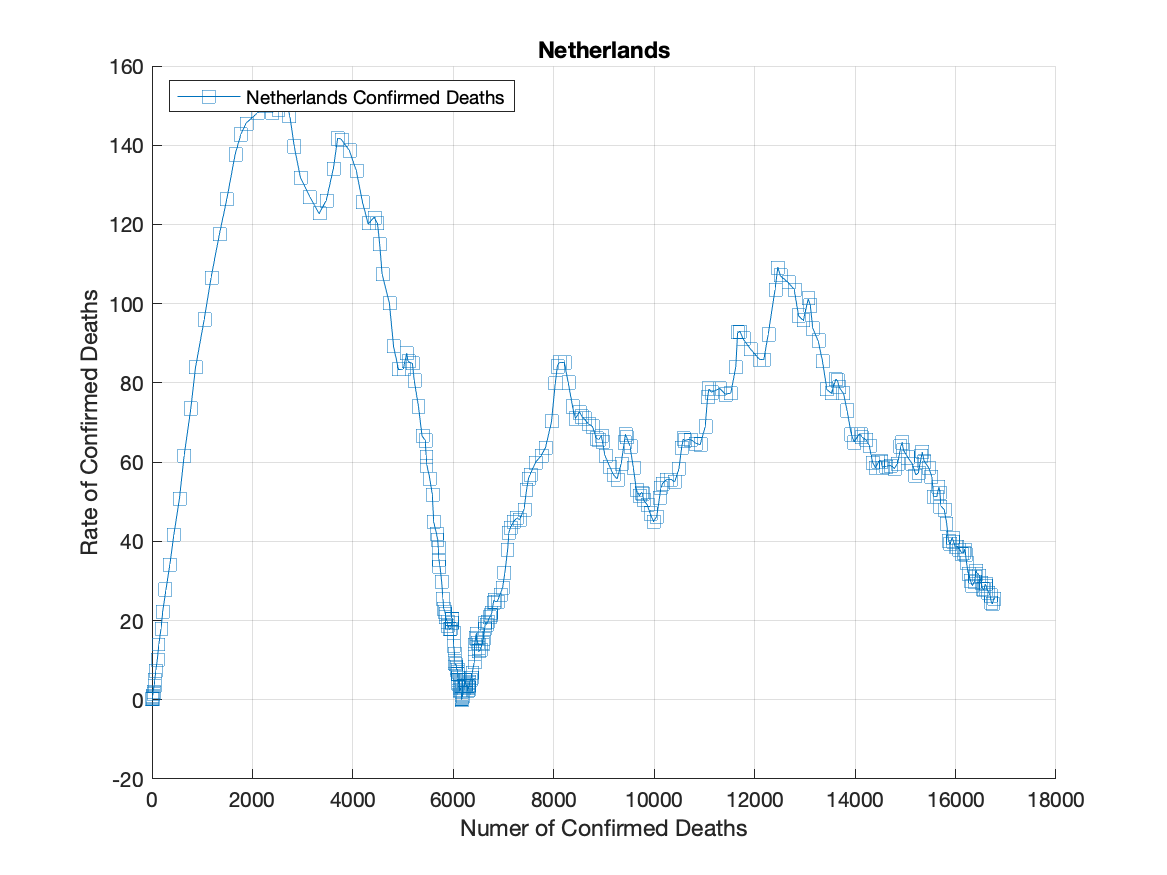 Netherlands
Netherlands Confirmed Deaths
160
140
120
100
80
60
40
20
0
-20
Rate of Confirmed Deaths
0 2000 4000 6000 8000 10000 12000 14000 16000 18000
Numer of Confirmed Deaths